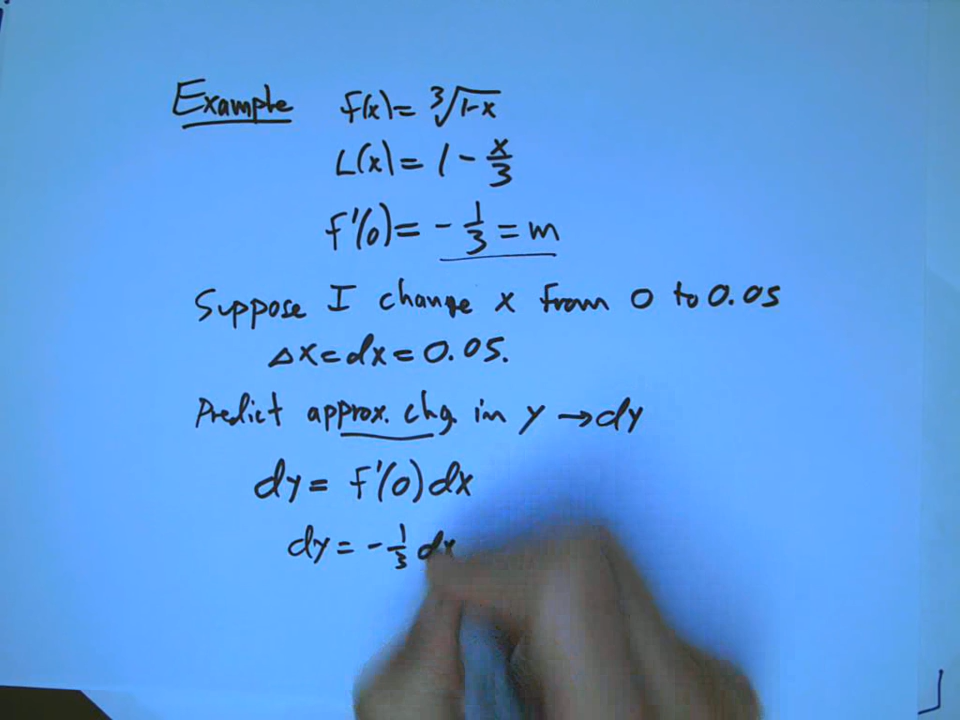 Example f(x) = ∛(1-x)
L(x) = 1 - x/3
f'(0) = - 1/3 = m
Suppose I change x from 0 to 0.05
Δx = dx = 0.05.
Predict approx. chg. in y → dy
dy = f'(0) dx
dy = - 1/3 dx